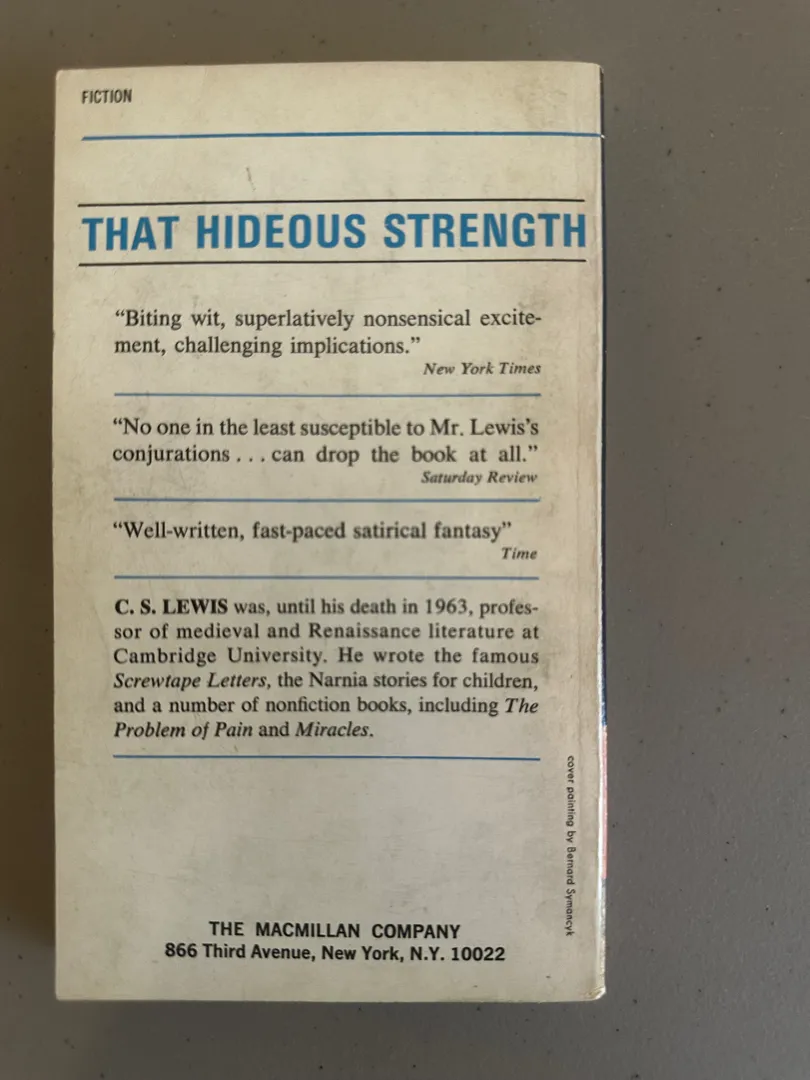 FICTION
THAT HIDEOUS STRENGTH
“Biting wit, superlatively nonsensical excite-
ment, challenging implications.”
New York Times
“No one in the least susceptible to Mr. Lewis’s
conjurations . . . can drop the book at all.”
Saturday Review
“Well-written, fast-paced satirical fantasy”
Time
C. S. LEWIS was, until his death in 1963, profes-
sor of medieval and Renaissance literature at
Cambridge University. He wrote the famous
Screwtape Letters, the Narnia stories for children,
and a number of nonfiction books, including The
Problem of Pain and Miracles.
cover painting by Bernard Symancyk
THE MACMILLAN COMPANY
866 Third Avenue, New York, N.Y. 10022